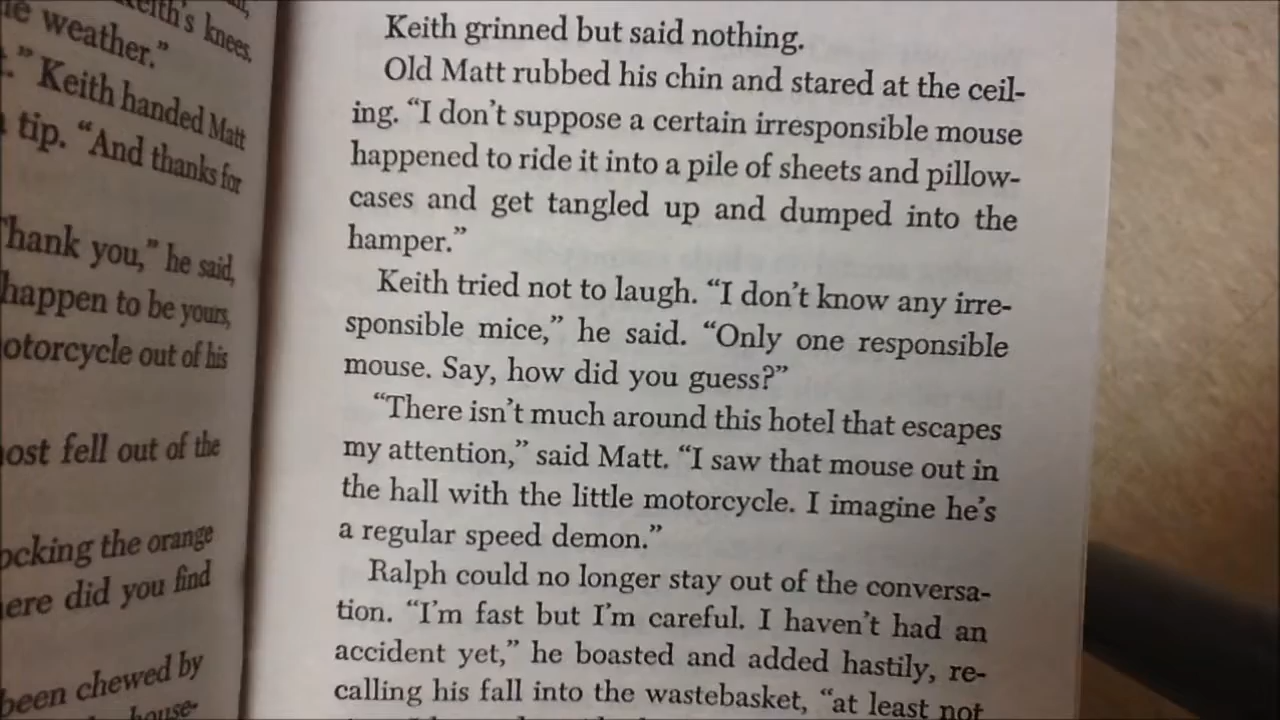 Keith's knees.
weather."
Keith handed Matt
tip. "And thanks for
Thank you," he said,
happen to be yours,
motorcycle out of his
fell out of the
the orange
did you find
been chewed by
Keith grinned but said nothing.
Old Matt rubbed his chin and stared at the ceil-
ing. "I don't suppose a certain irresponsible mouse
happened to ride it into a pile of sheets and pillow-
cases and get tangled up and dumped into the
hamper."
Keith tried not to laugh. "I don't know any irre-
sponsible mice," he said. "Only one responsible
mouse. Say, how did you guess?"
"There isn't much around this hotel that escapes
my attention," said Matt. "I saw that mouse out in
the hall with the little motorcycle. I imagine he's
a regular speed demon."
Ralph could no longer stay out of the conversa-
tion. "I'm fast but I'm careful. I haven't had an
accident yet," he boasted and added hastily, re-
calling his fall into the wastebasket, "at least not